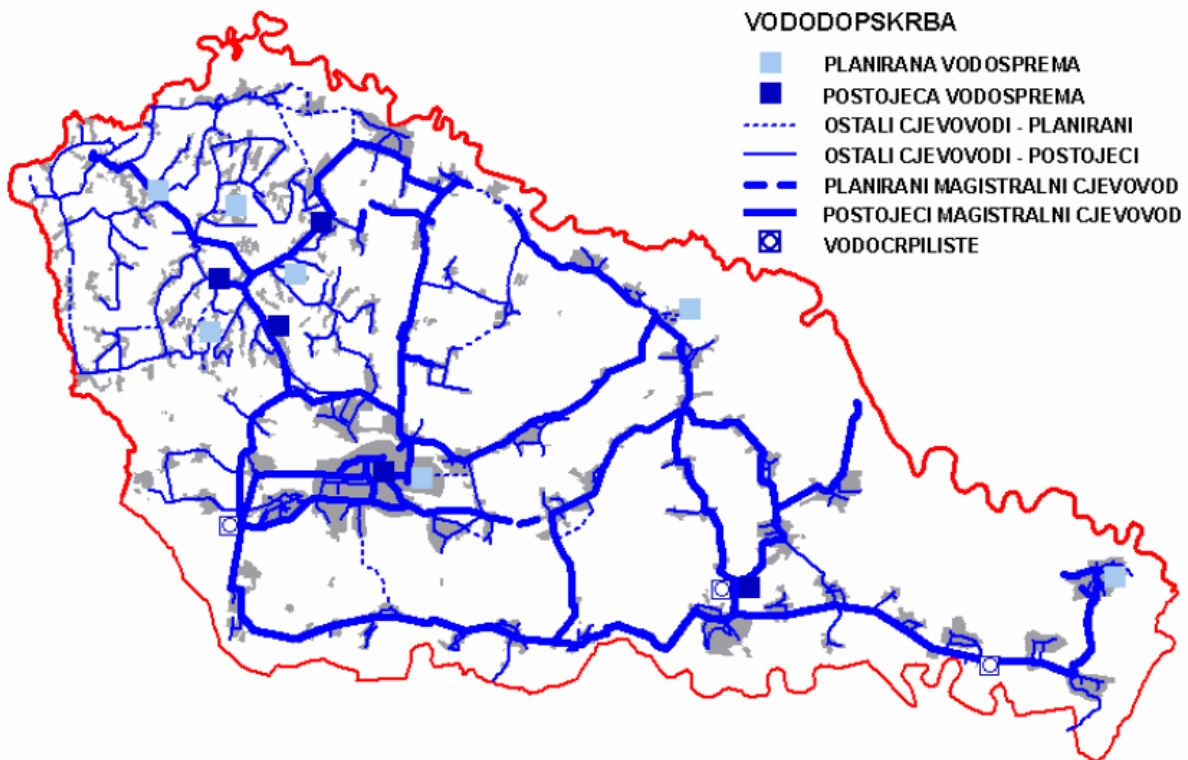 VODODOPSKRBA
PLANIRANA VODOSPREMA
POSTOJECA VODOSPREMA
OSTALI CJEVOVODI - PLANIRANI
OSTALI CJEVOVODI - POSTOJECI
PLANIRANI MAGISTRALNI CJEVOVOD
POSTOJECI MAGISTRALNI CJEVOVOD
VODOCRPILISTE